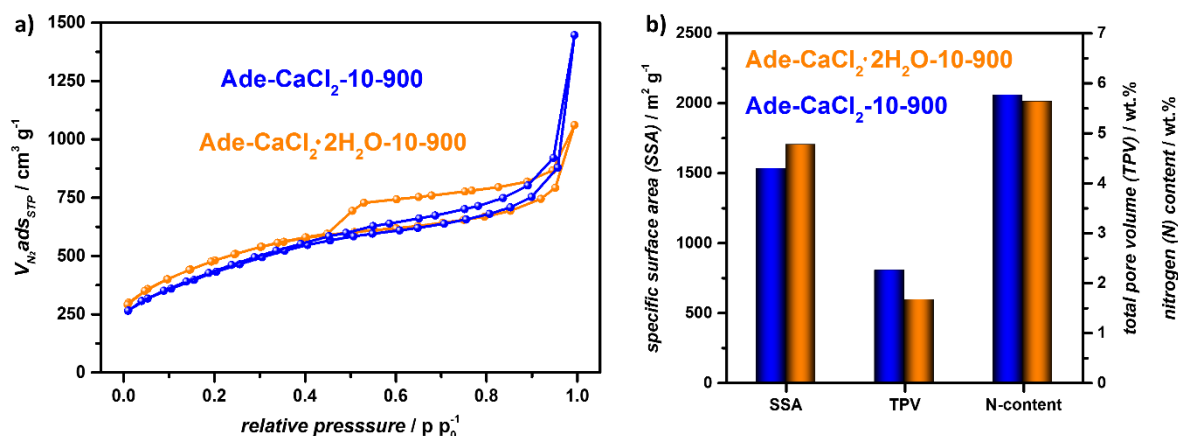 a)
V_N₂ ads_STP / cm³ g⁻¹
1500
1250
1000
750
500
250
0
Ade-CaCl₂-10-900
Ade-CaCl₂·2H₂O-10-900
0.0 0.2 0.4 0.6 0.8 1.0
relative presssure / p p₀⁻¹
b)
specific surface area (SSA) / m² g⁻¹
2500
2000
1500
1000
500
0
Ade-CaCl₂·2H₂O-10-900
Ade-CaCl₂-10-900
SSA TPV N-content
7
6
5
4
3
2
1
0
total pore volume (TPV) / wt.%
nitrogen (N) content / wt.%